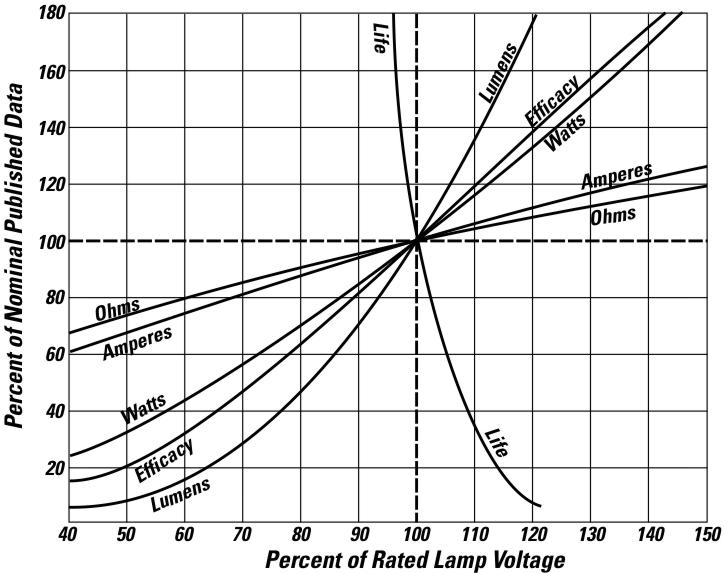 180
160
140
120
100
80
60
40
20
Percent of Nominal Published Data
Life
Lumens
Efficacy
Watts
Amperes
Ohms
Ohms
Amperes
Watts
Efficacy
Lumens
Life
40 50 60 70 80 90 100 110 120 130 140 150
Percent of Rated Lamp Voltage